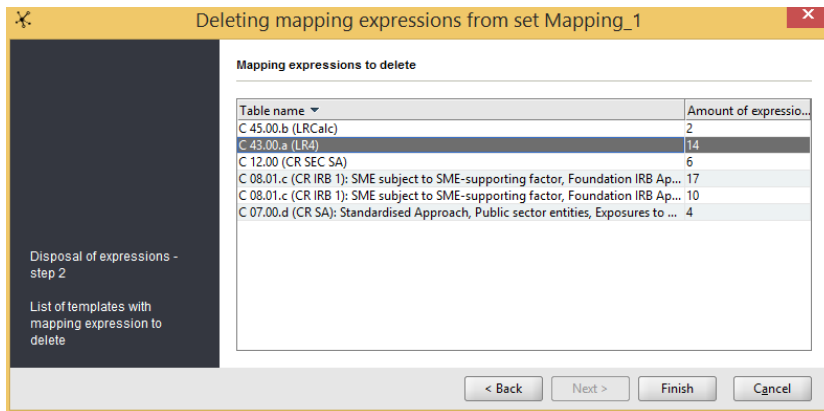 Deleting mapping expressions from set Mapping_1
Mapping expressions to delete
Table name Amount of expressio...
C 45.00.b (LRCalc) 2
C 43.00.a (LR4) 14
C 12.00 (CR SEC SA) 6
C 08.01.c (CR IRB 1): SME subject to SME-supporting factor, Foundation IRB Ap... 17
C 08.01.c (CR IRB 1): SME subject to SME-supporting factor, Foundation IRB Ap... 10
C 07.00.d (CR SA): Standardised Approach, Public sector entities, Exposures to ... 4
Disposal of expressions -
step 2
List of templates with
mapping expression to
delete
< Back Next > Finish Cancel